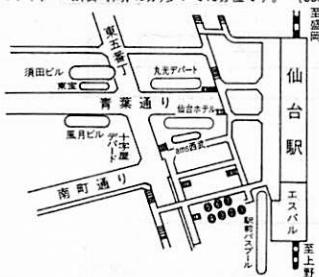 至盛岡
東五番丁
須田ビル
東宝
丸光デパート
仙台駅
青葉通り
仙台ホテル
風月ビル
十字屋デパート
ams西武
南町通り
エスパル
駅前バスプール
至上野